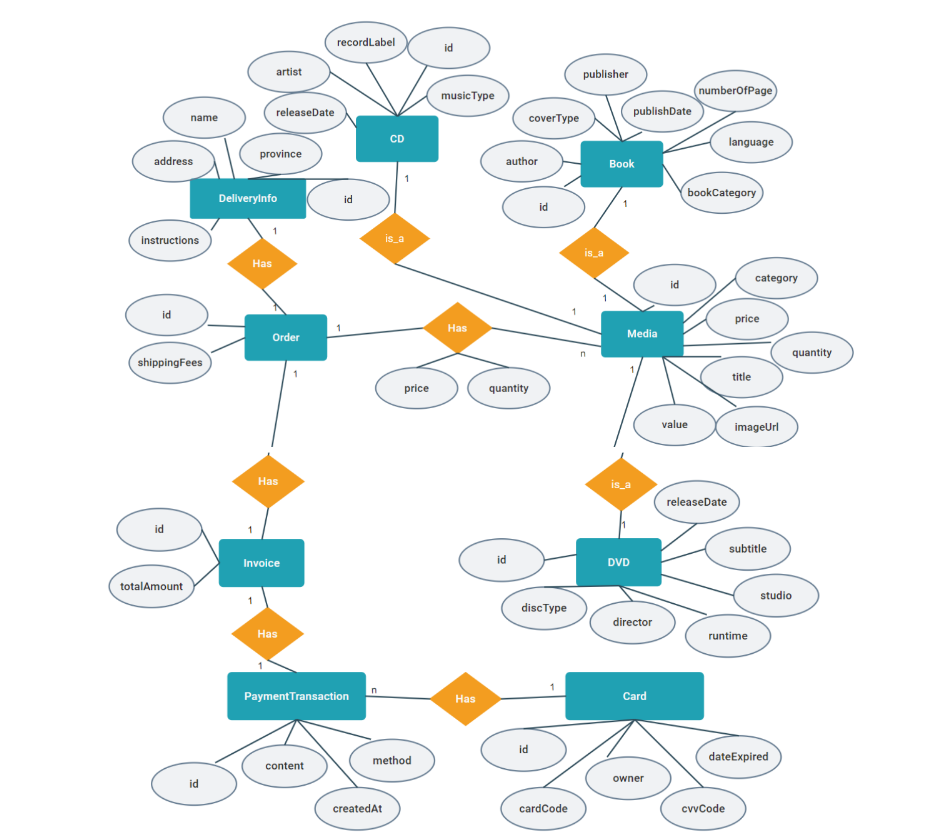 recordLabel
id
artist
musicType
releaseDate
CD
name
province
address
DeliveryInfo
id
instructions
1
Has
1
1
is_a
publisher
numberOfPage
publishDate
coverType
language
author
Book
bookCategory
id
1
is_a
1
id
category
price
1
Media
quantity
n
title
1
value
imageUrl
id
Order
shippingFees
1
Has
price
quantity
1
Has
1
id
Invoice
totalAmount
1
Has
1
is_a
releaseDate
1
subtitle
id
DVD
studio
discType
director
runtime
PaymentTransaction
n
Has
1
Card
method
content
id
createdAt
id
dateExpired
owner
cardCode
cvvCode